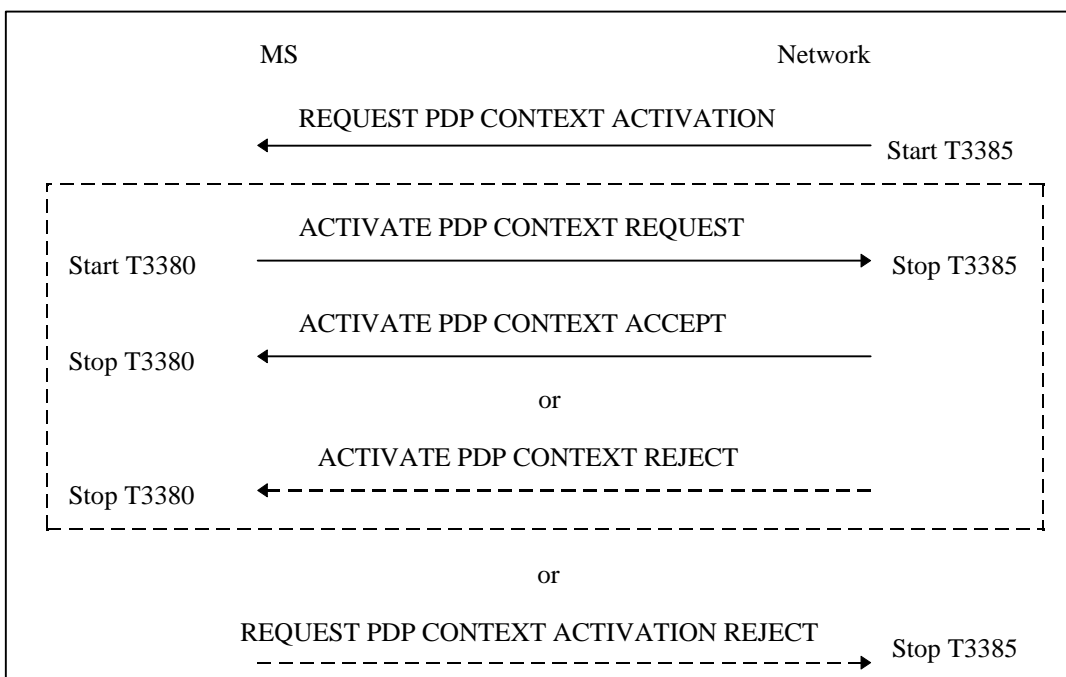 MS Network
REQUEST PDP CONTEXT ACTIVATION
Start T3385
ACTIVATE PDP CONTEXT REQUEST
Start T3380 Stop T3385
ACTIVATE PDP CONTEXT ACCEPT
Stop T3380
or
ACTIVATE PDP CONTEXT REJECT
Stop T3380
or
REQUEST PDP CONTEXT ACTIVATION REJECT
Stop T3385